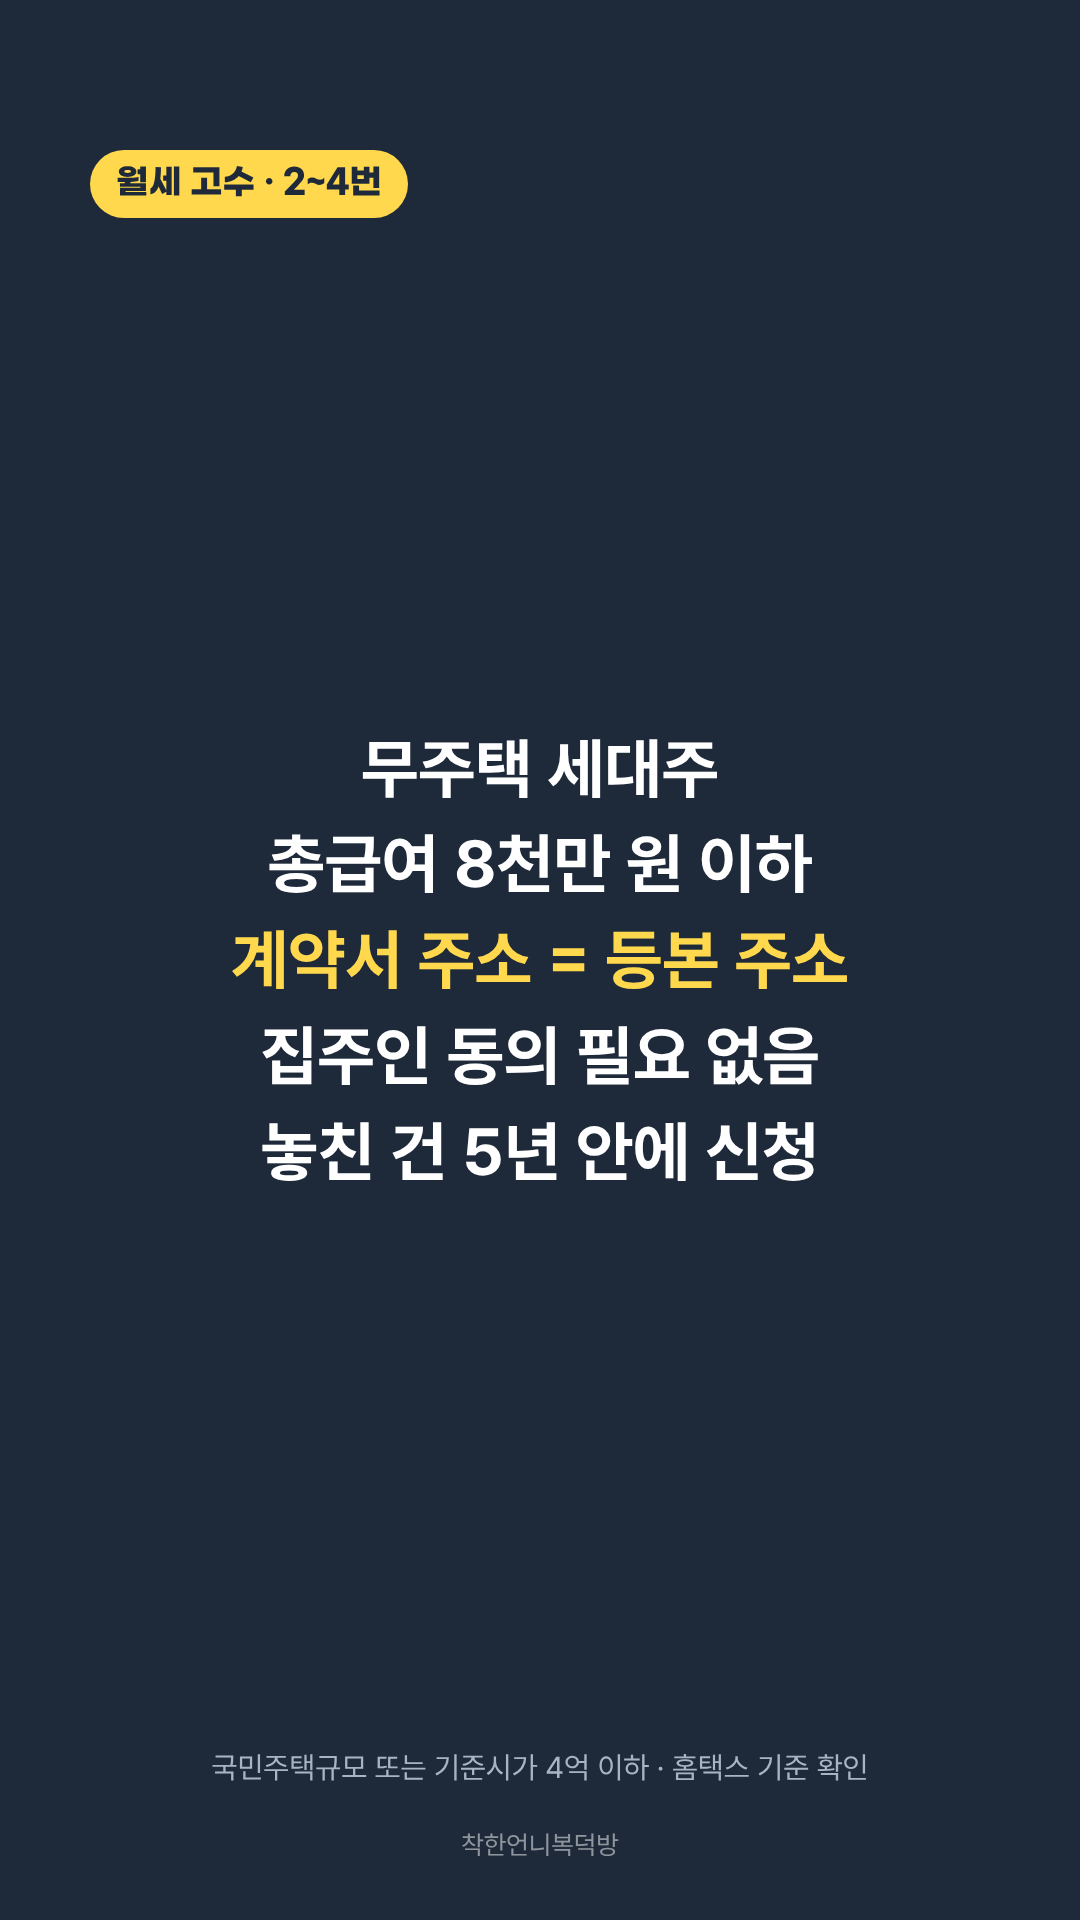 월세 고수 · 2~4번
무주택 세대주
총급여 8천만 원 이하
계약서 주소 = 등본 주소
집주인 동의 필요 없음
놓친 건 5년 안에 신청
국민주택규모 또는 기준시가 4억 이하 · 홈택스 기준 확인
착한언니복덕방